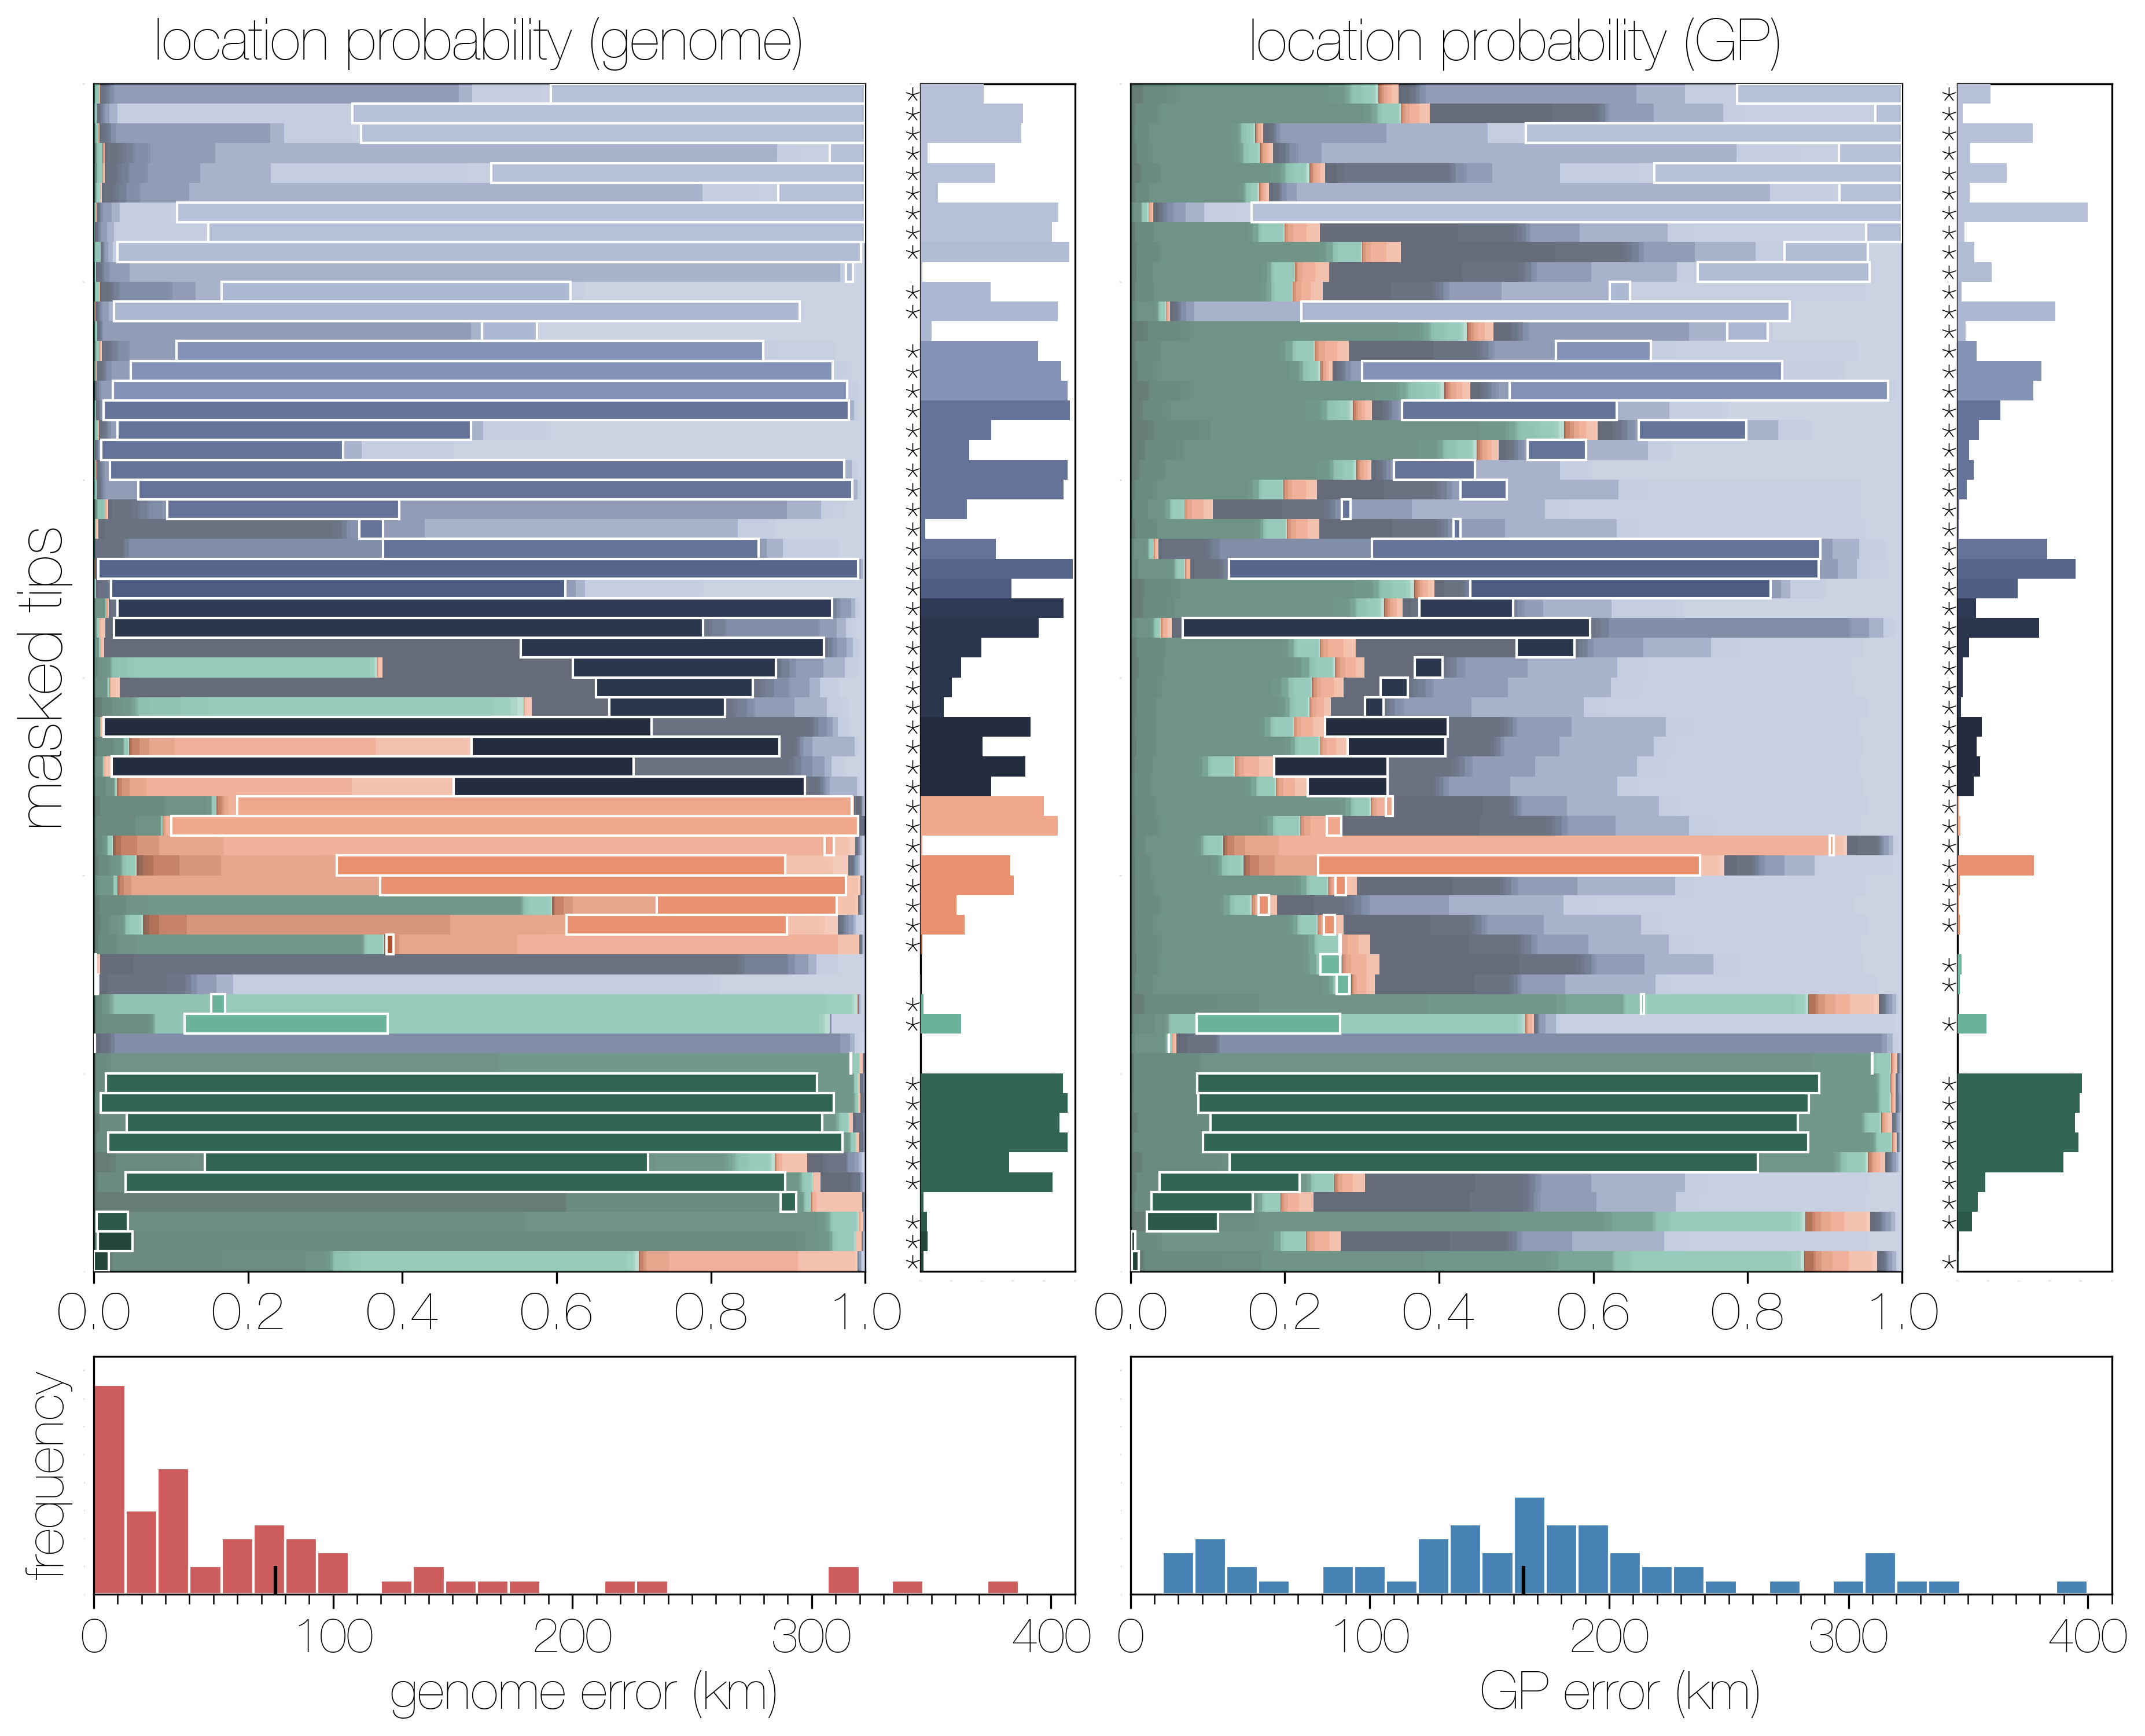 location probability (genome)
location probability (GP)
masked tips
* * * * * * * * * * * * * * * * * * * * * * * * * * * * * * * * * * * * * * * * * * * * * * * * * * * * *
0.0 0.2 0.4 0.6 0.8 1.0
0.0 0.2 0.4 0.6 0.8 1.0
frequency
0 100 200 300 400
0 100 200 300 400
genome error (km)
GP error (km)